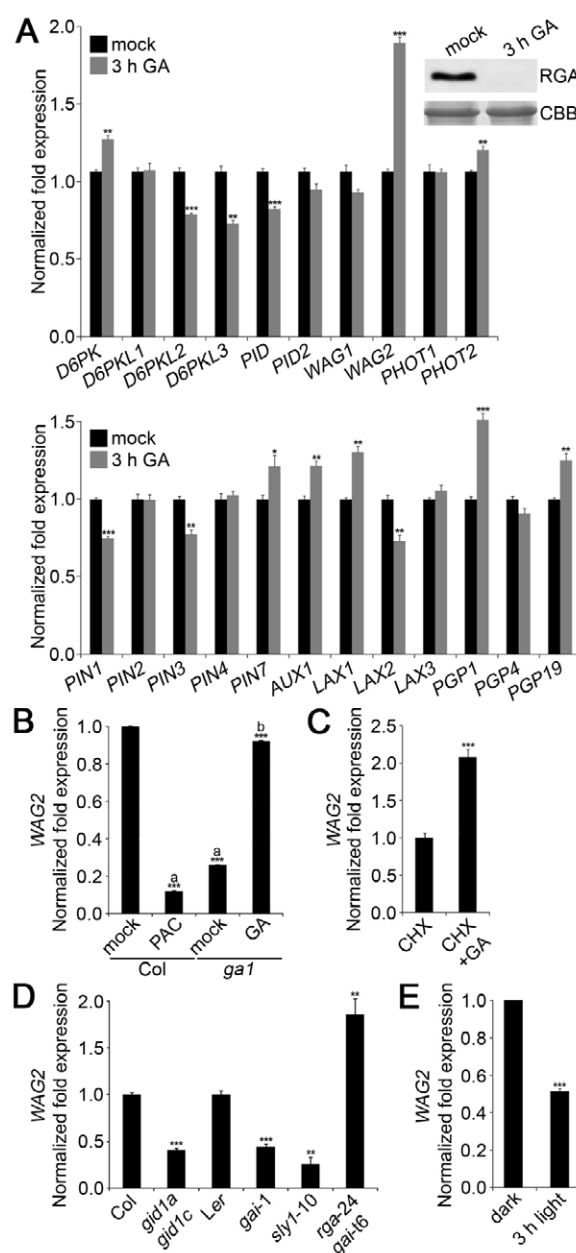 A
Normalized fold expression
2.0
1.5
1.0
0.5
0.0
mock
3 h GA
**
***
**
***
***
**
mock 3 h GA
RGA
CBB
D6PK D6PKL1 D6PKL2 D6PKL3 PID PID2 WAG1 WAG2 PHOT1 PHOT2
Normalized fold expression
1.5
1.0
0.5
0.0
mock
3 h GA
***
**
*
**
**
**
***
**
PIN1 PIN2 PIN3 PIN4 PIN7 AUX1 LAX1 LAX2 LAX3 PGP1 PGP4 PGP19
B
WAG2
Normalized fold expression
1.0
0.8
0.6
0.4
0.2
0.0
a
***
a
***
b
***
mock PAC mock GA
Col ga1
C
WAG2
Normalized fold expression
2.5
2.0
1.5
1.0
0.5
0.0
***
CHX CHX
+GA
D
WAG2
Normalized fold expression
2.0
1.5
1.0
0.5
0.0
***
***
**
**
Col gid1a Ler gai-1 sly1-10 rga-24
gid1c gai-t6
E
WAG2
Normalized fold expression
1.0
0.8
0.6
0.4
0.2
0.0
***
dark 3 h light